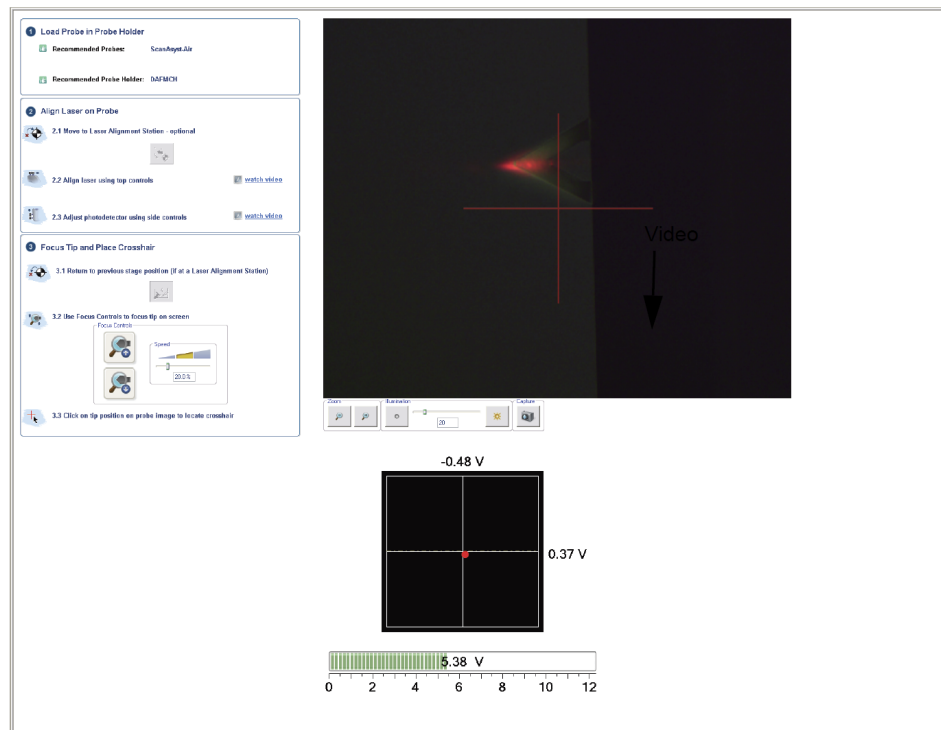 1 Load Probe in Probe Holder
Recommended Probes: ScanAsyst-Air
Recommended Probe Holder: DAFMCH
2 Align Laser on Probe
2.1 Move to Laser Alignment Station - optional
2.2 Align laser using top controls watch video
2.3 Adjust photodetector using side controls watch video
3 Focus Tip and Place Crosshair
3.1 Return to previous stage position (if at a Laser Alignment Station)
3.2 Use Focus Controls to focus tip on screen
Focus Controls
Speed
20.0 %
3.3 Click on tip position on probe image to locate crosshair
Video
Zoom Illumination Capture
20
-0.48 V
0.37 V
5.38 V
0 2 4 6 8 10 12